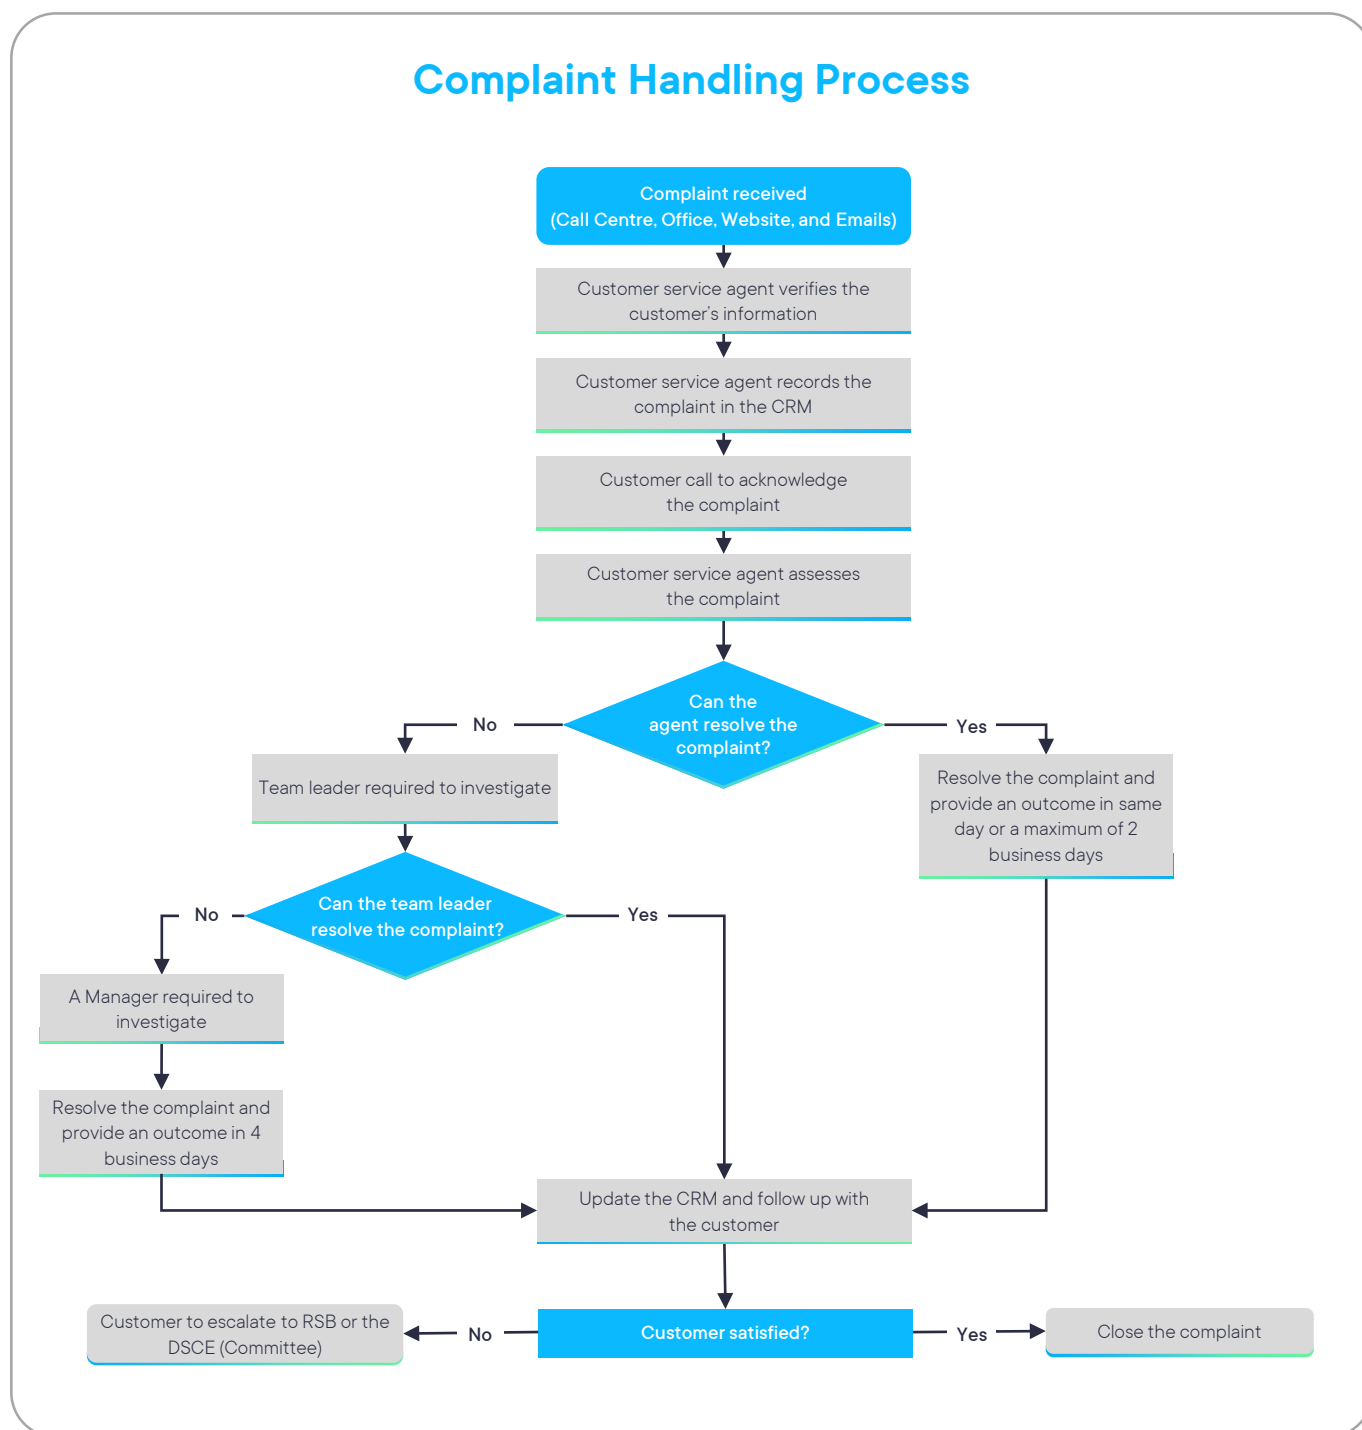 Complaint Handling Process
Complaint received
(Call Centre, Office, Website, and Emails)
Customer service agent verifies the
customer's information
Customer service agent records the
complaint in the CRM
Customer call to acknowledge
the complaint
Customer service agent assesses
the complaint
Can the
agent resolve the
complaint?
No
Yes
Team leader required to investigate
Resolve the complaint and
provide an outcome in same
day or a maximum of 2
business days
Can the team leader
resolve the complaint?
No
Yes
A Manager required to
investigate
Resolve the complaint and
provide an outcome in 4
business days
Update the CRM and follow up with
the customer
Customer to escalate to RSB or the
DSCE (Committee)
No
Customer satisfied?
Yes
Close the complaint